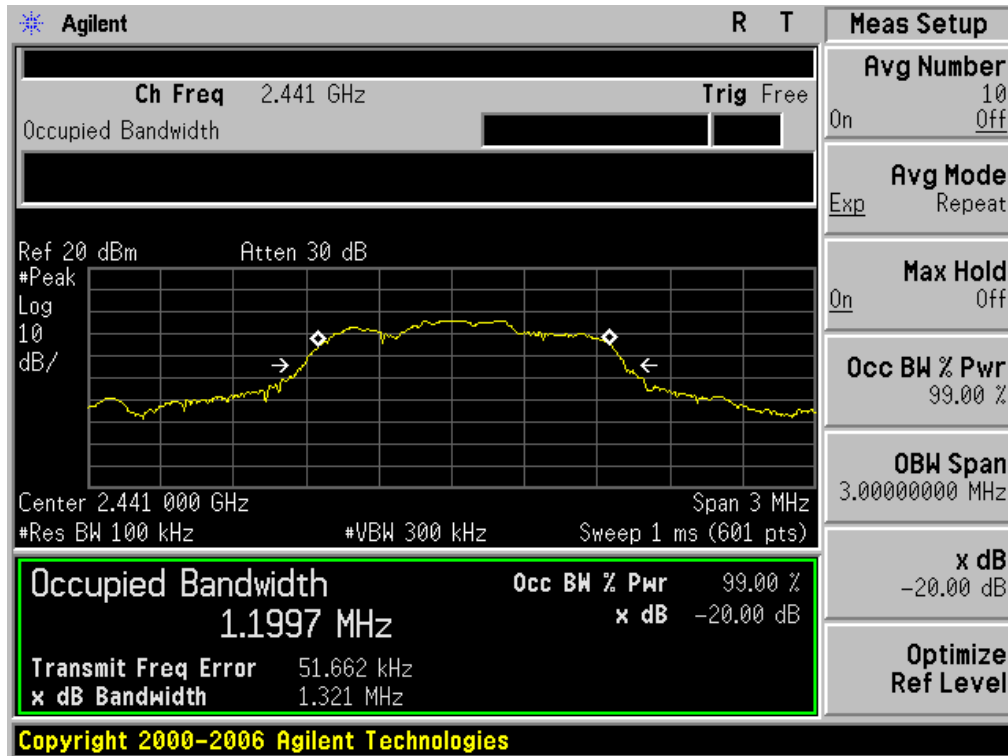 Agilent R T
Ch Freq 2.441 GHz Trig Free
Occupied Bandwidth
Ref 20 dBm Atten 30 dB
#Peak
Log
10
dB/
Center 2.441 000 GHz Span 3 MHz
#Res BW 100 kHz #VBW 300 kHz Sweep 1 ms (601 pts)
Occupied Bandwidth Occ BW % Pwr 99.00 %
1.1997 MHz x dB -20.00 dB
Transmit Freq Error 51.662 kHz
x dB Bandwidth 1.321 MHz
Copyright 2000-2006 Agilent Technologies
Meas Setup
Avg Number
10
On Off
Avg Mode
Exp Repeat
Max Hold
On Off
Occ BW % Pwr
99.00 %
OBW Span
3.00000000 MHz
x dB
-20.00 dB
Optimize
Ref Level